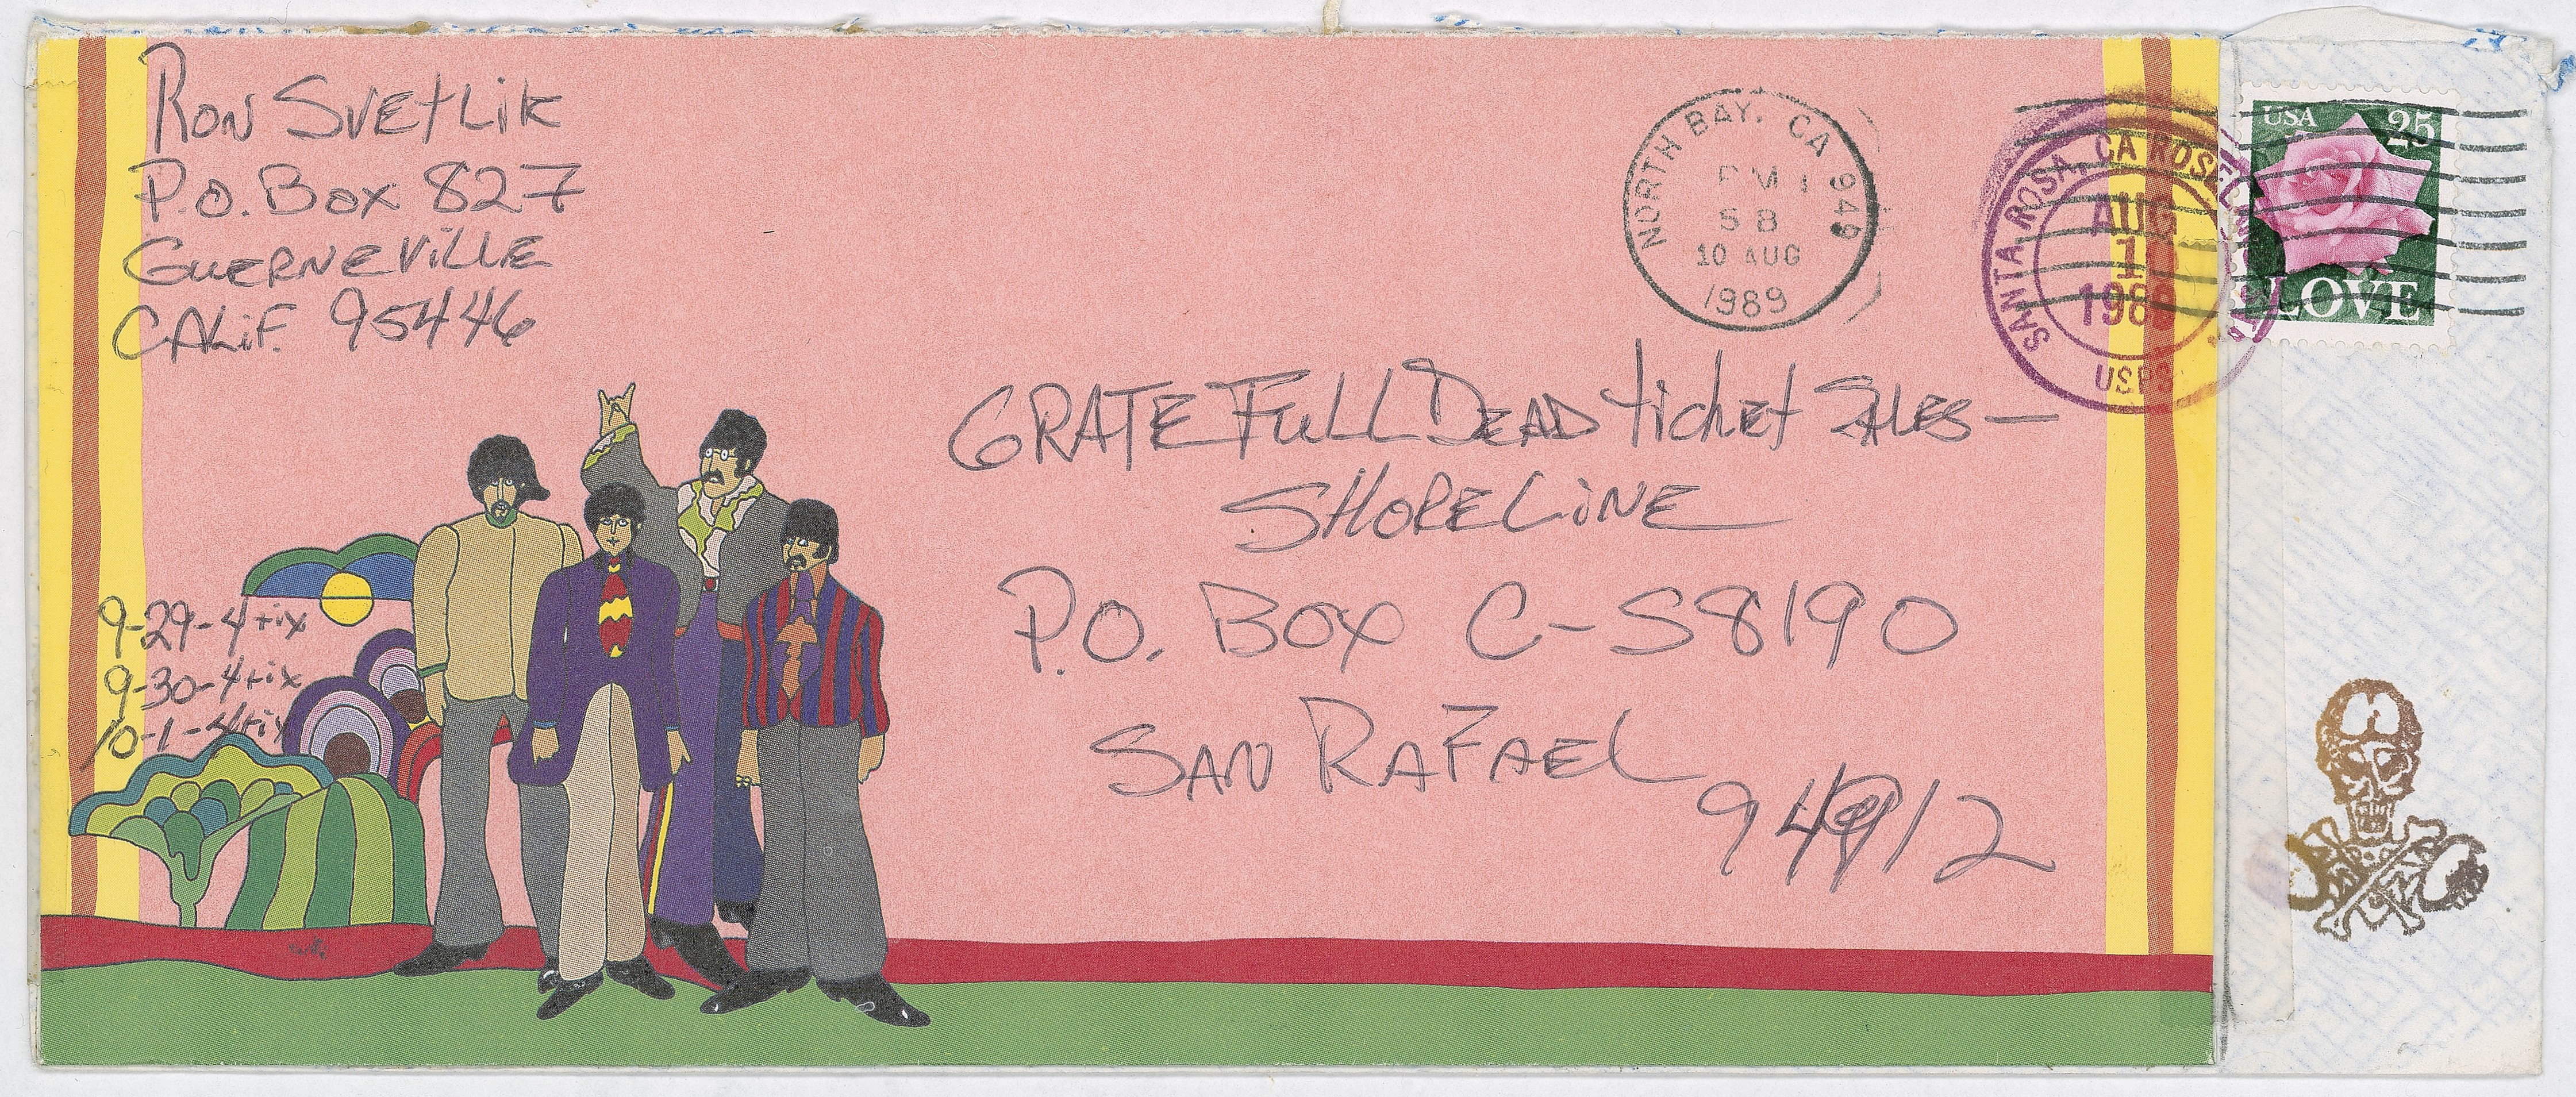 Ron Svetlik
P.O. Box 827
Guerneville
Calif. 95446
NORTH BAY, CA 949
PM
SB
10 AUG
1989
SANTA ROSA, CA
AUG
USPS
USA 25
LOVE
GRATEFULL DEAD ticket SALES —
SHORELINE
P.O. Box C-S8190
SAN RAFAEL
94912
9-29-4 tix
9-30-4 tix
10-1-4 tix